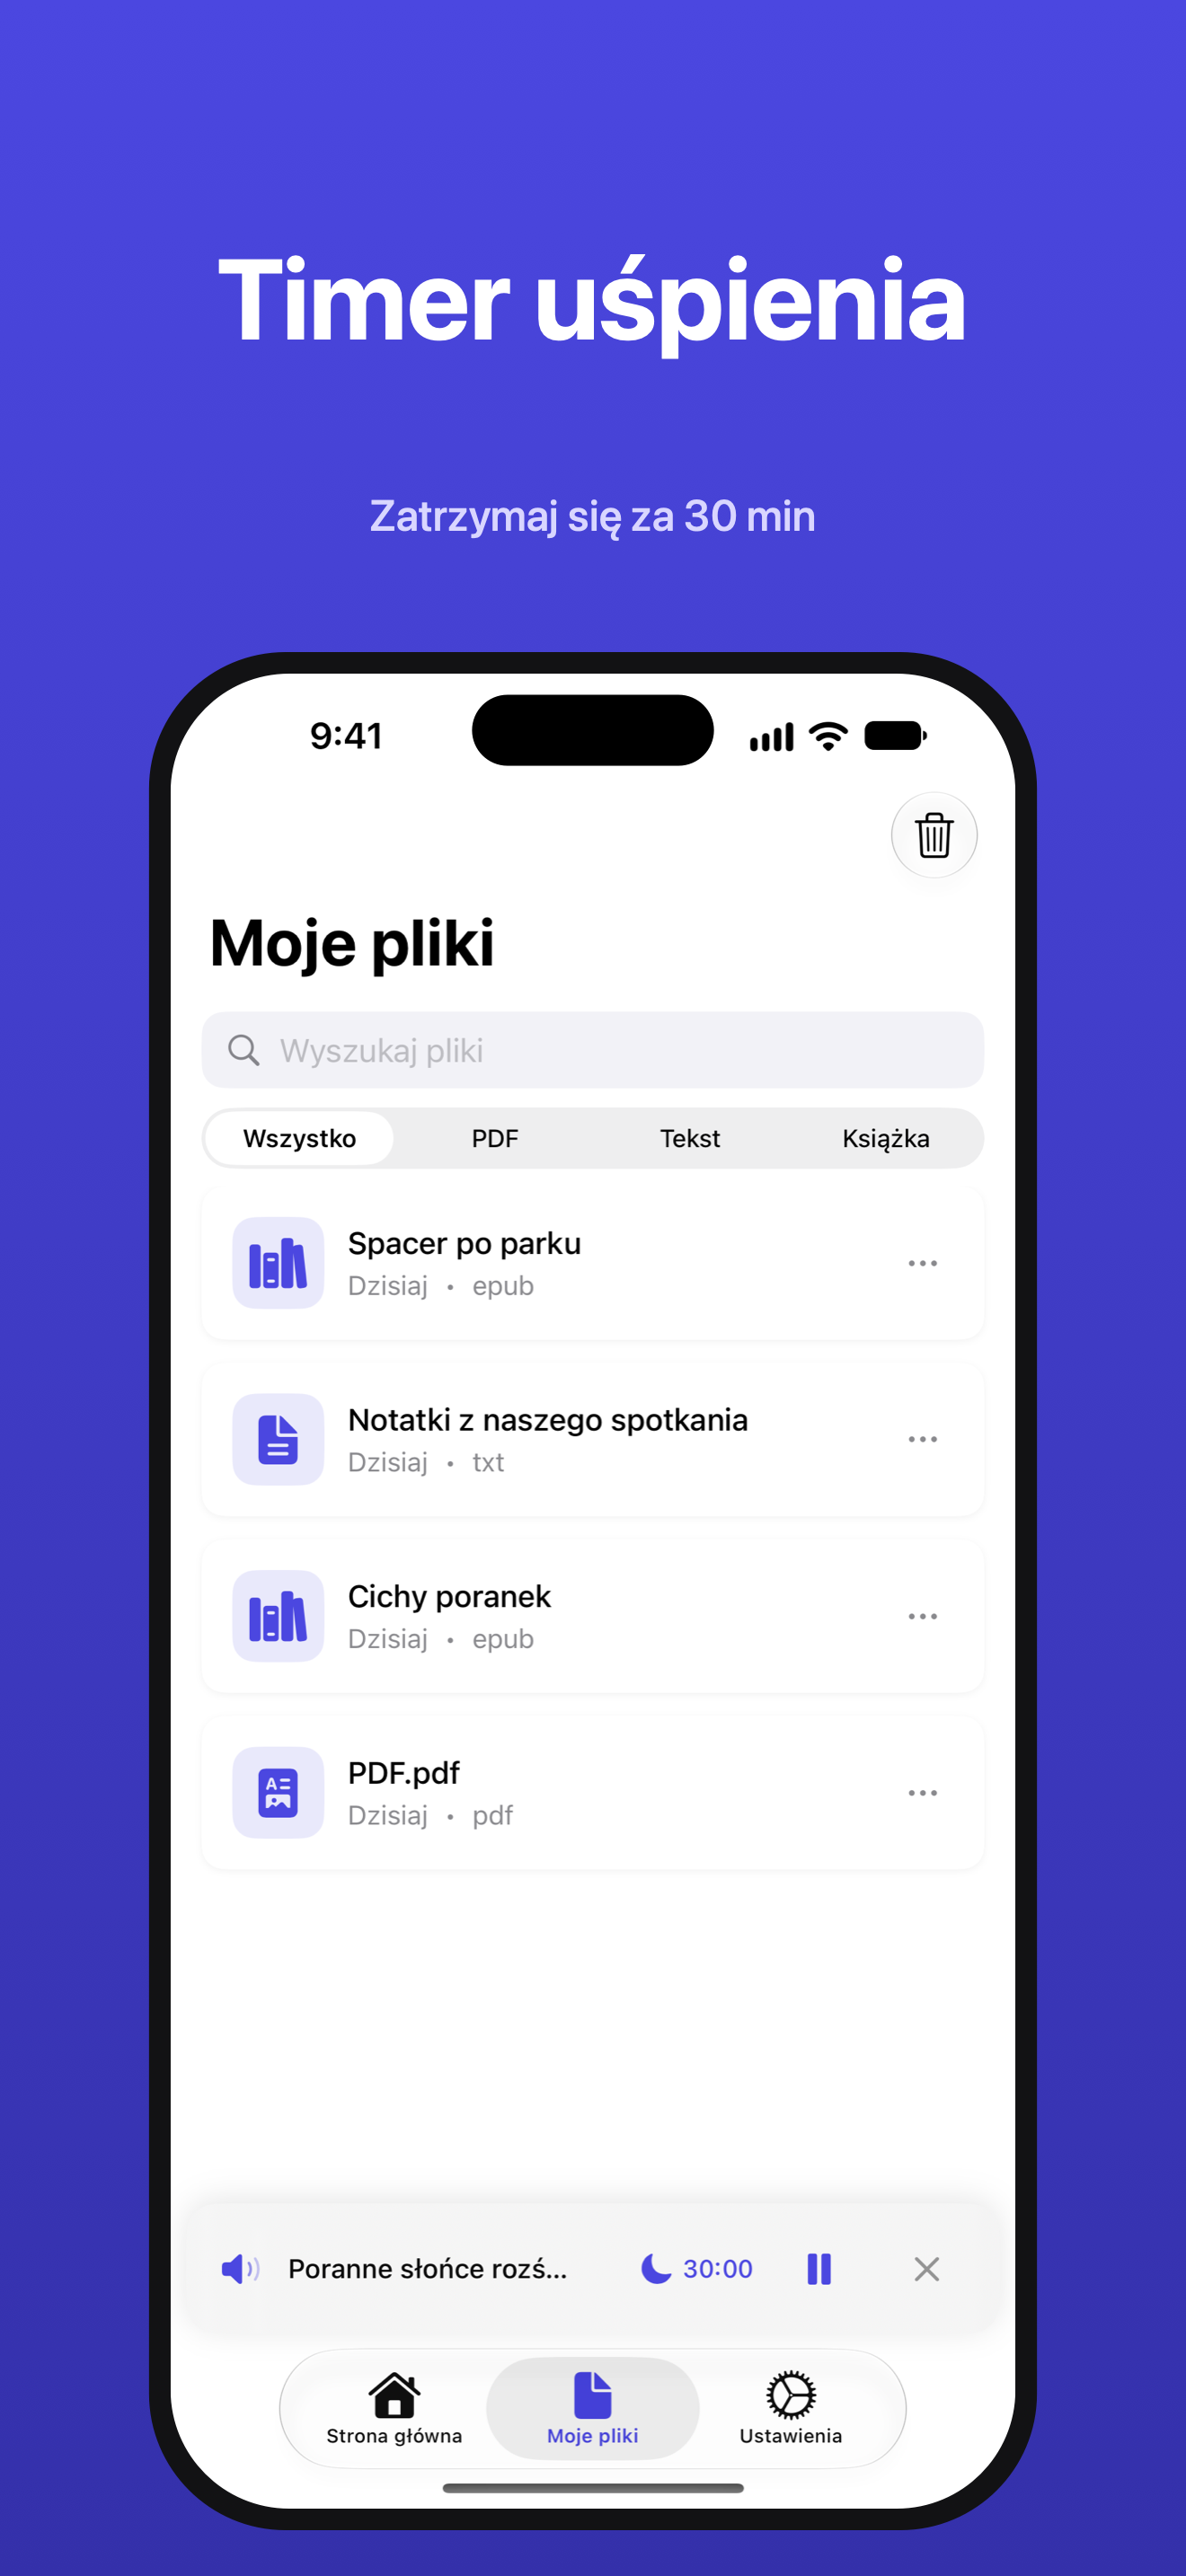 Timer uśpienia
Zatrzymaj się za 30 min
9:41
Moje pliki
Wyszukaj pliki
Wszystko PDF Tekst Książka
Spacer po parku
Dzisiaj • epub
Notatki z naszego spotkania
Dzisiaj • txt
Cichy poranek
Dzisiaj • epub
PDF.pdf
Dzisiaj • pdf
Poranne słońce rozś... 30:00
Strona główna Moje pliki Ustawienia